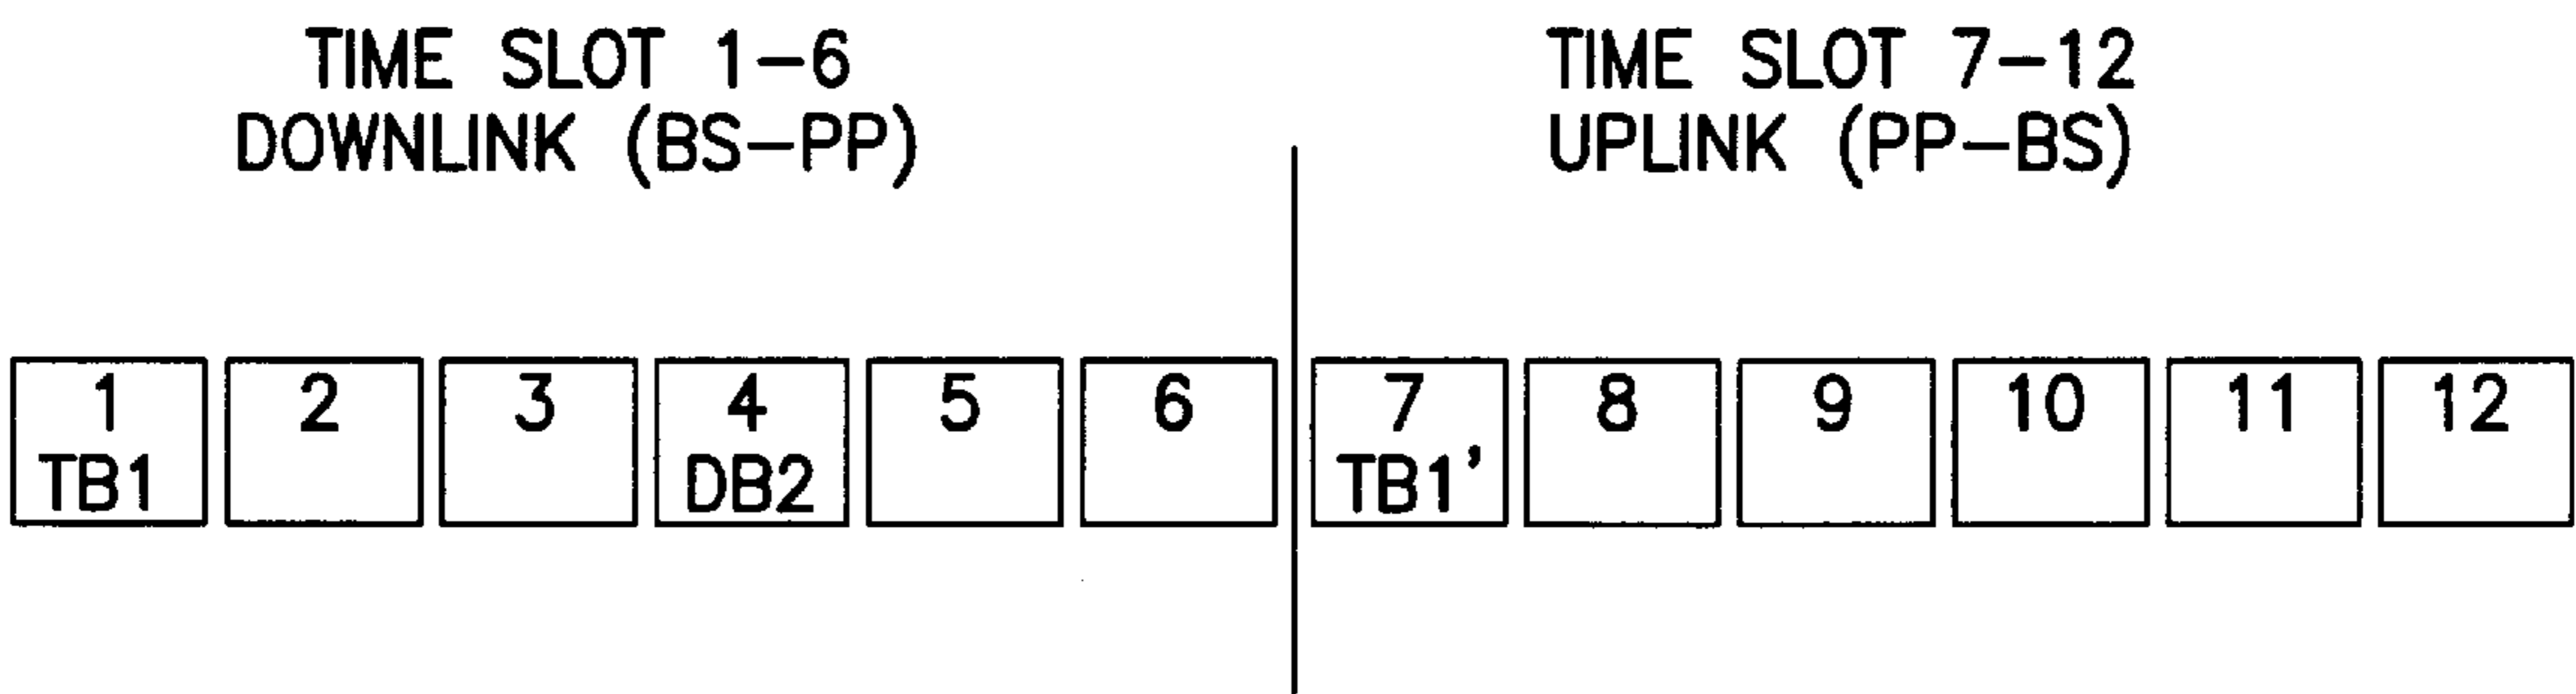 TIME SLOT 1-6
DOWNLINK (BS-PP)
TIME SLOT 7-12
UPLINK (PP-BS)
1 2 3 4 5 6 7 8 9 10 11 12
TB1 DB2 TB1'